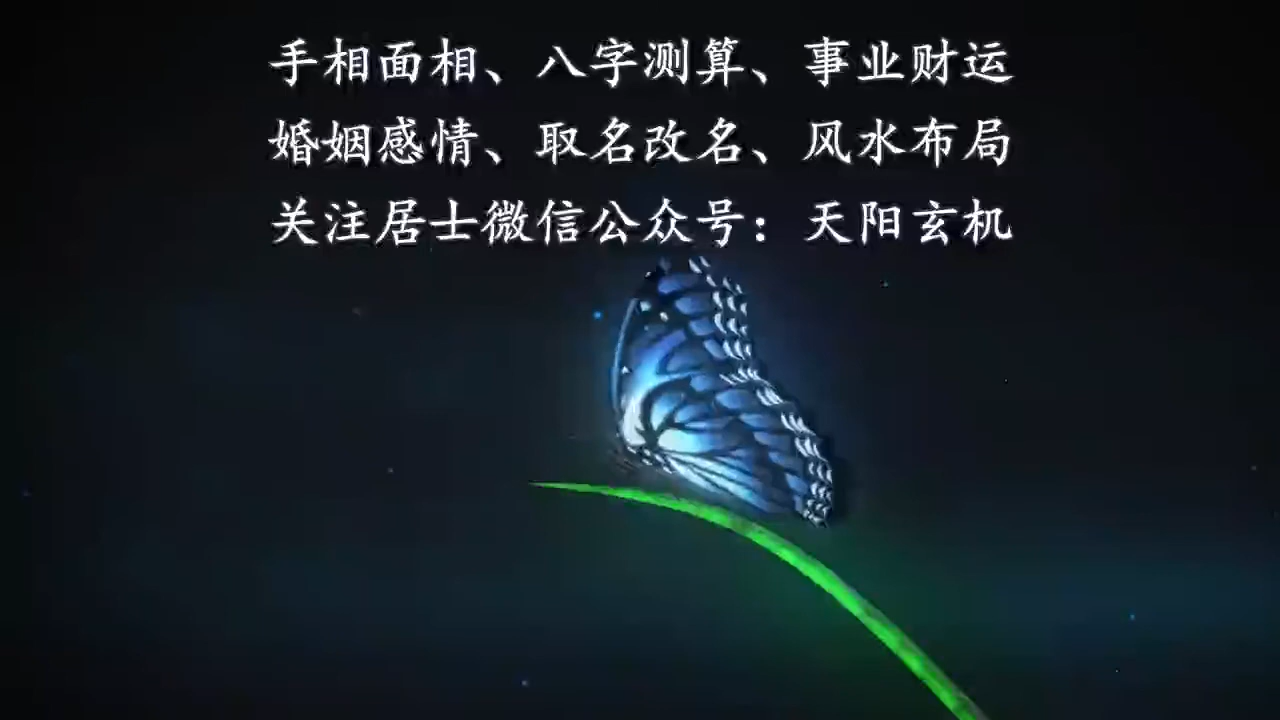 手相面相、八字测算、事业财运
婚姻感情、取名改名、风水布局
关注居士微信公众号：天阳玄机